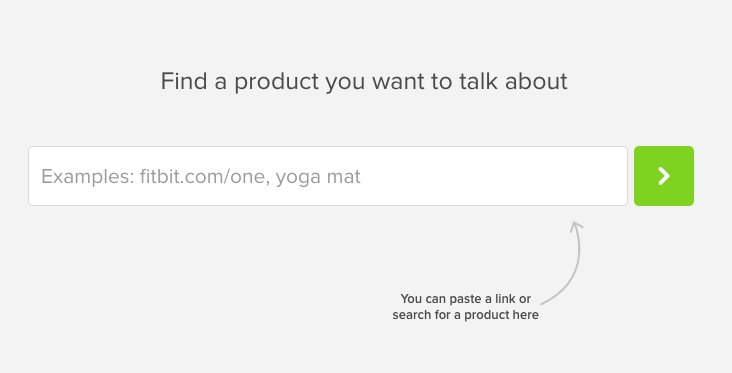 Find a product you want to talk about
Examples: fitbit.com/one, yoga mat
You can paste a link or
search for a product here